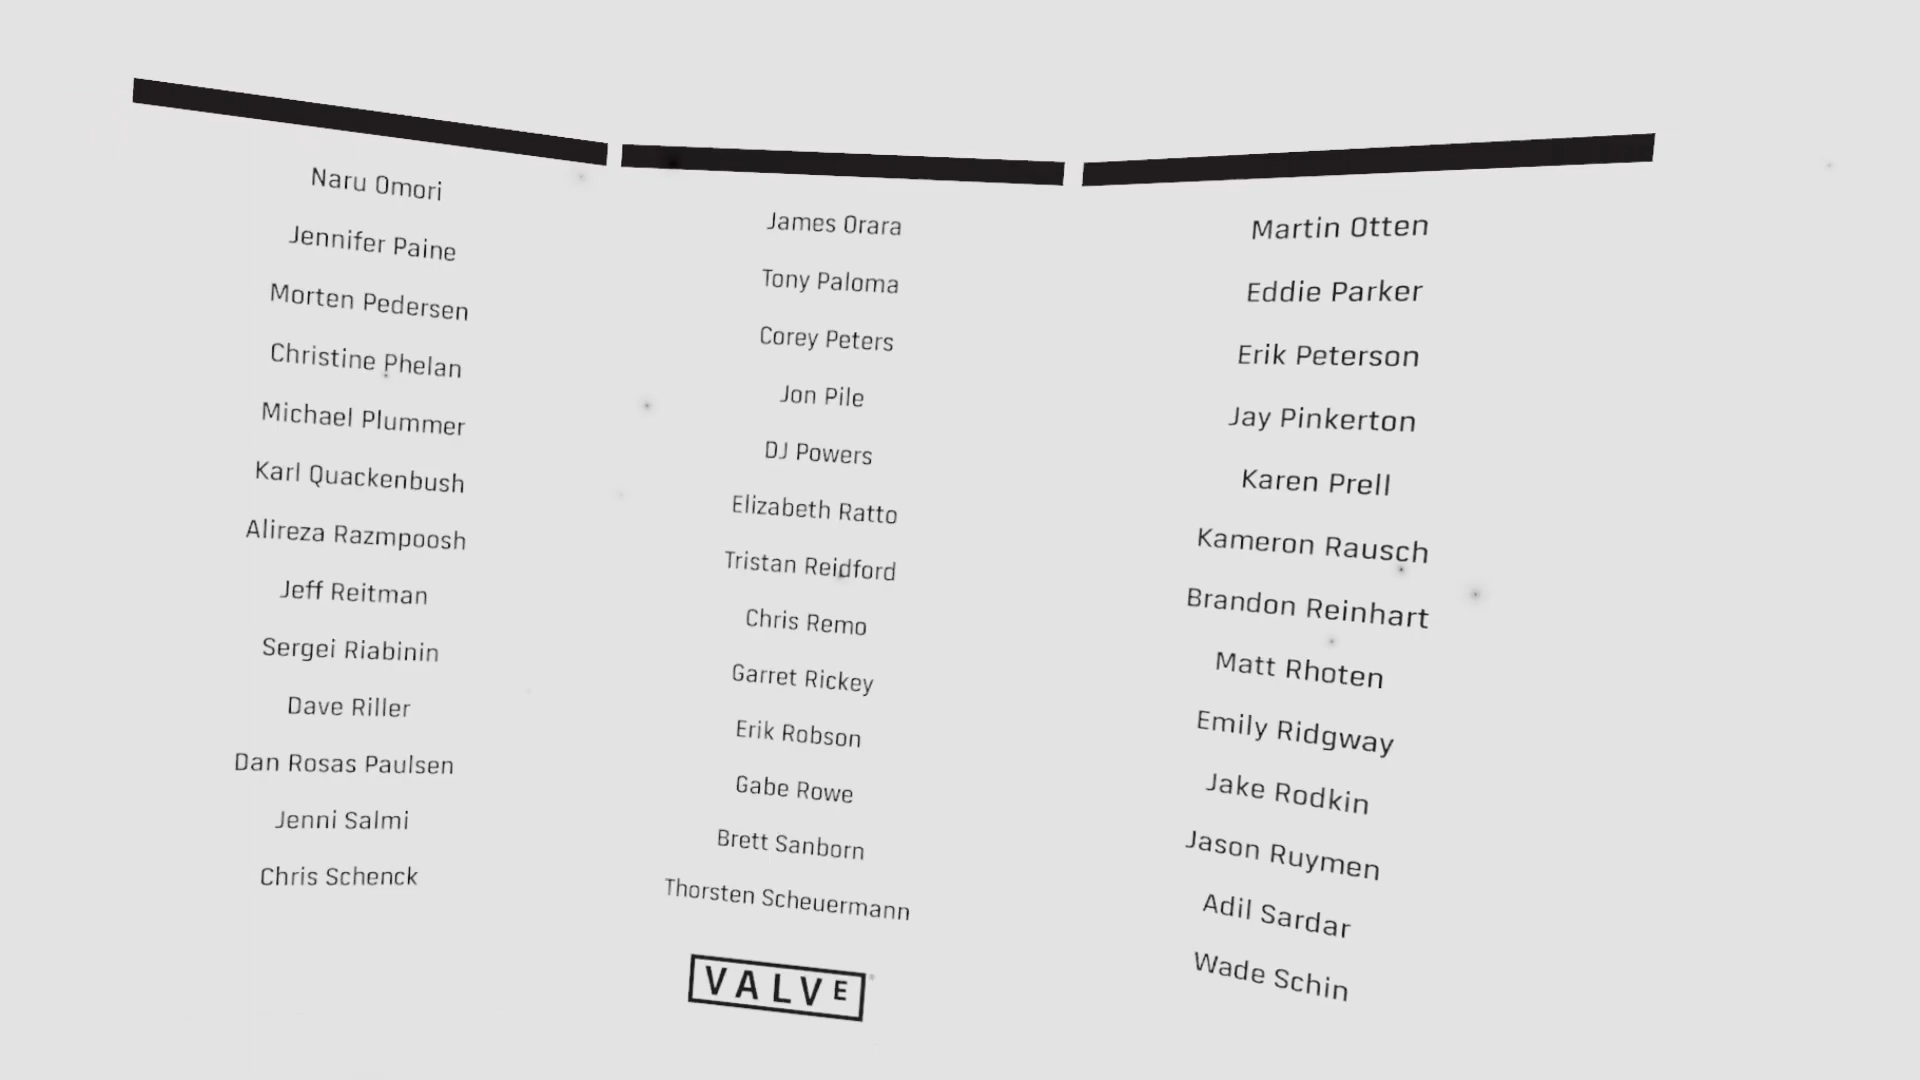 Naru Omori
Jennifer Paine
Morten Pedersen
Christine Phelan
Michael Plummer
Karl Quackenbush
Alireza Razmpoosh
Jeff Reitman
Sergei Riabinin
Dave Riller
Dan Rosas Paulsen
Jenni Salmi
Chris Schenck
James Orara
Tony Paloma
Corey Peters
Jon Pile
DJ Powers
Elizabeth Ratto
Tristan Reidford
Chris Remo
Garret Rickey
Erik Robson
Gabe Rowe
Brett Sanborn
Thorsten Scheuermann
Martin Otten
Eddie Parker
Erik Peterson
Jay Pinkerton
Karen Prell
Kameron Rausch
Brandon Reinhart
Matt Rhoten
Emily Ridgway
Jake Rodkin
Jason Ruymen
Adil Sardar
Wade Schin
VALVE